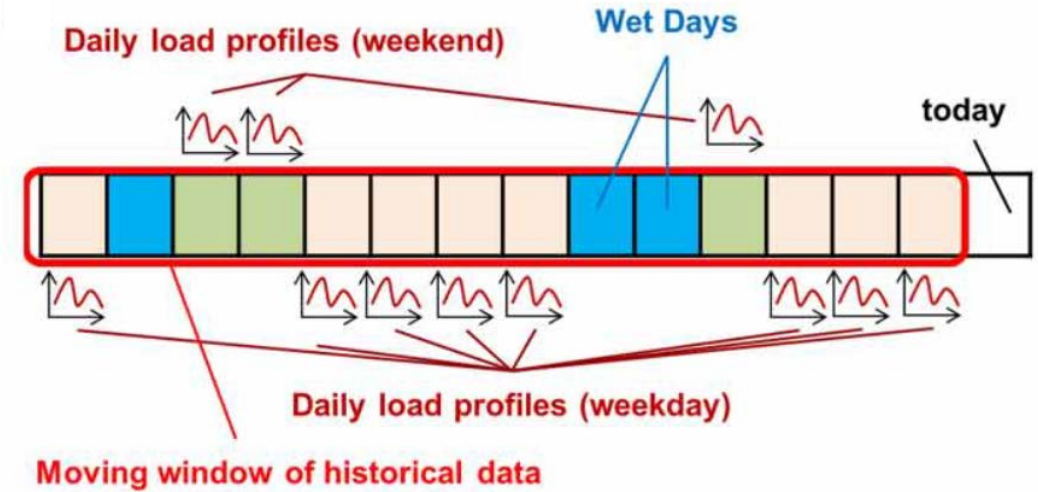 Wet Days
Daily load profiles (weekend)
today
Daily load profiles (weekday)
Moving window of historical data